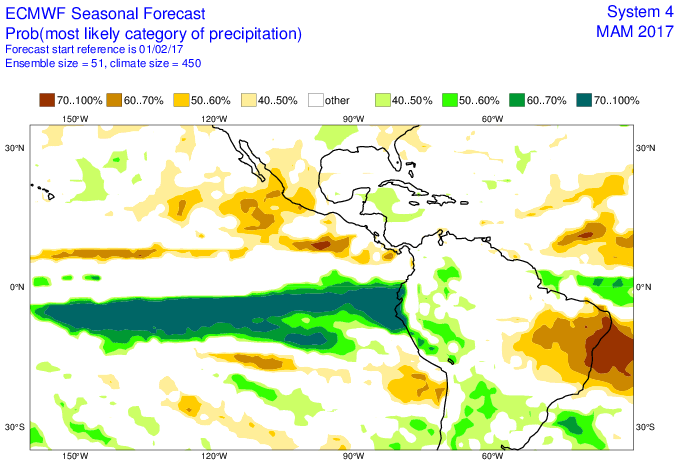 ECMWF Seasonal Forecast
System 4
Prob(most likely category of precipitation)
MAM 2017
Forecast start reference is 01/02/17
Ensemble size = 51, climate size = 450
70..100% 60..70% 50..60% 40..50% other 40..50% 50..60% 60..70% 70..100%
150°W 120°W 90°W 60°W
30°N 30°N
0°N 0°N
30°S 30°S
150°W 120°W 90°W 60°W